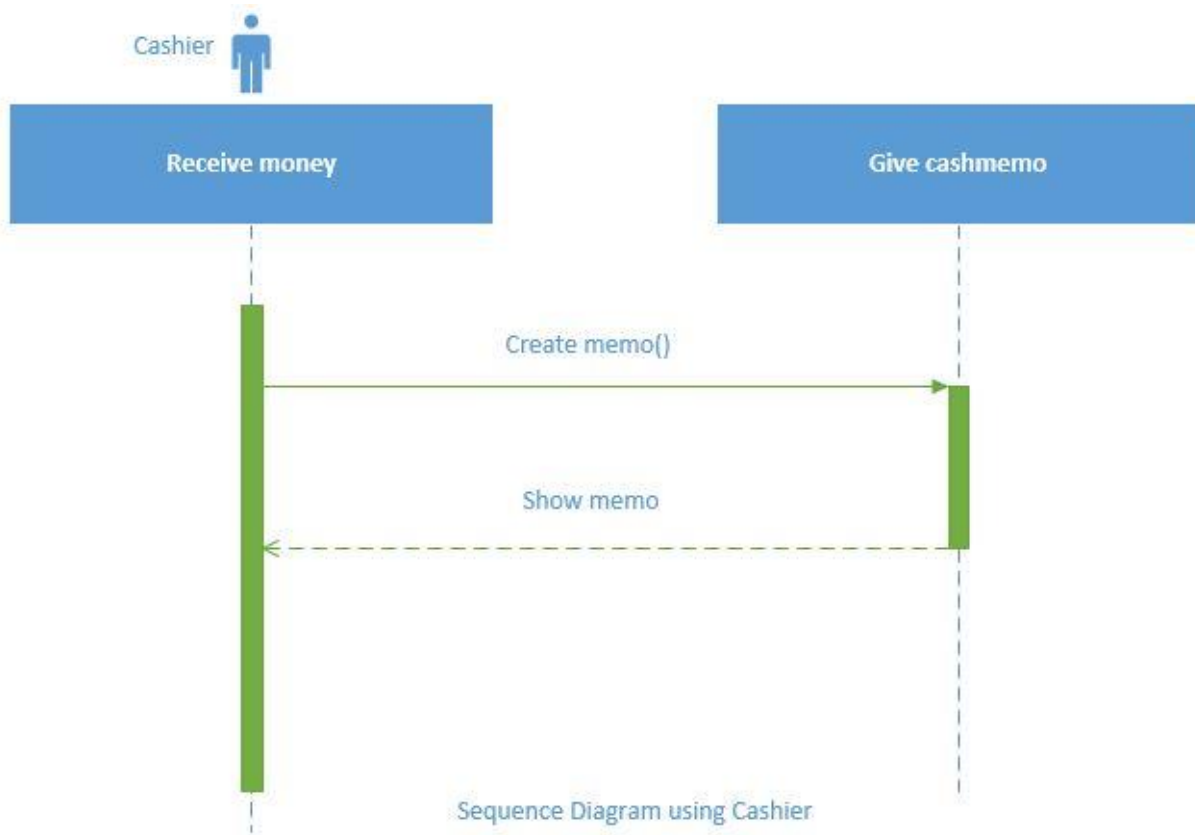 Cashier
Receive money
Give cashmemo
Create memo()
Show memo
Sequence Diagram using Cashier